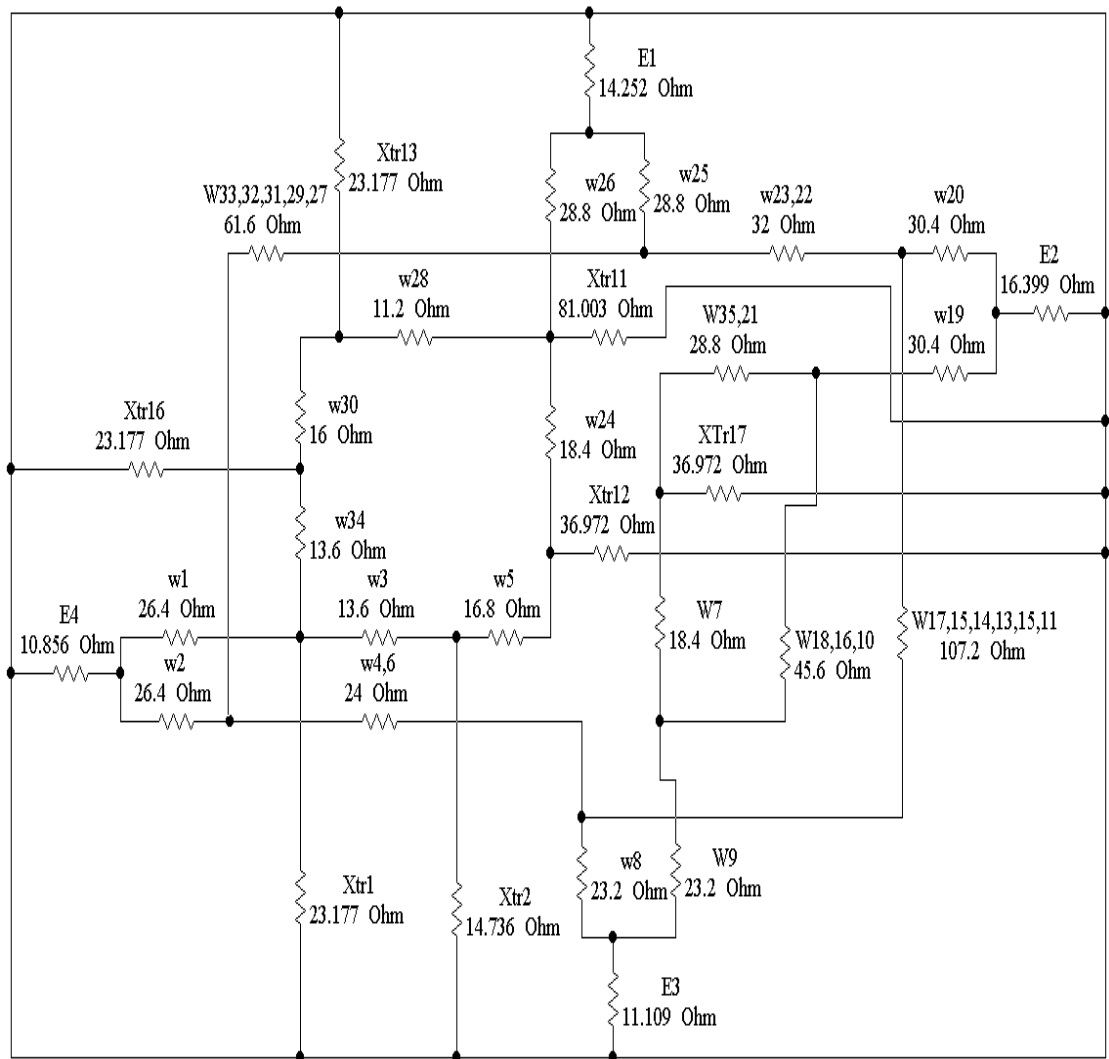 E1
14.252 Ohm
Xtr13
23.177 Ohm
W33,32,31,29,27
61.6 Ohm
w26
28.8 Ohm
w25
28.8 Ohm
w23,22
32 Ohm
w20
30.4 Ohm
E2
16.399 Ohm
w28
11.2 Ohm
Xtr11
81.003 Ohm
W35,21
28.8 Ohm
w19
30.4 Ohm
Xtr16
23.177 Ohm
w30
16 Ohm
w24
18.4 Ohm
XTr17
36.972 Ohm
Xtr12
36.972 Ohm
w34
13.6 Ohm
w1
26.4 Ohm
w3
13.6 Ohm
w5
16.8 Ohm
E4
10.856 Ohm
w2
26.4 Ohm
w4,6
24 Ohm
W7
18.4 Ohm
W18,16,10
45.6 Ohm
W17,15,14,13,15,11
107.2 Ohm
Xtr1
23.177 Ohm
Xtr2
14.736 Ohm
w8
23.2 Ohm
W9
23.2 Ohm
E3
11.109 Ohm